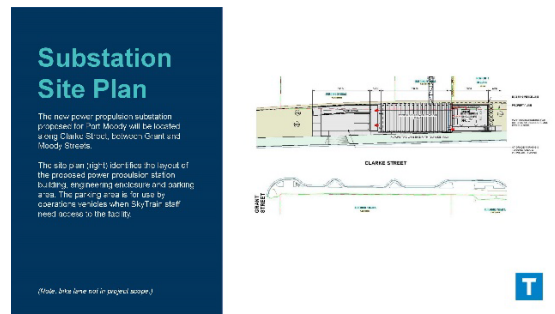 Substation
Site Plan
The new power propulsion substation
proposed for Port Moody will be located
along Clarke Street, between Grant and
Moody Streets.
The site plan (right) identifies the layout of
the proposed power propulsion station
building, engineering enclosure and parking
area. The parking area is for use by
operations vehicles when SkyTrain staff
need access to the facility.
(Note, bike lane not in project scope.)
CLARKE STREET
GRANT
STREET
T